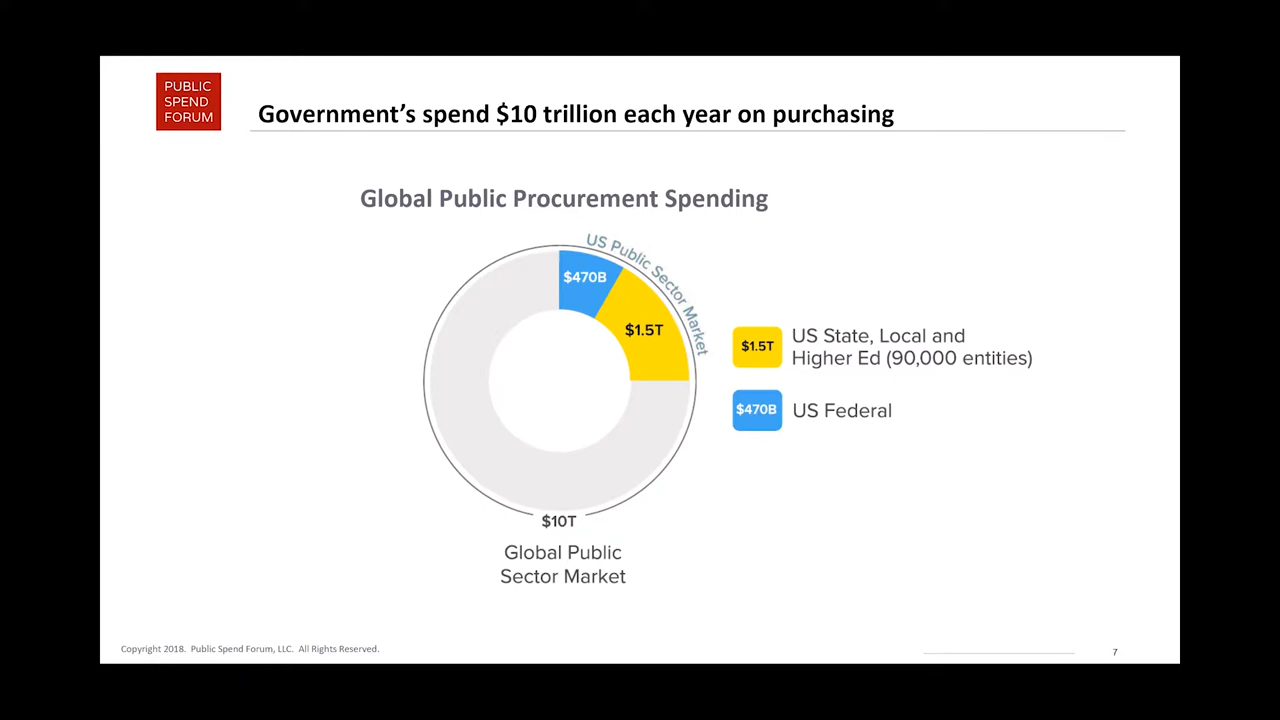 PUBLIC
SPEND
FORUM
Government’s spend $10 trillion each year on purchasing
Global Public Procurement Spending
US Public Sector Market
$470B
$1.5T
$1.5T
US State, Local and
Higher Ed (90,000 entities)
$470B
US Federal
$10T
Global Public
Sector Market
Copyright 2018. Public Spend Forum, LLC. All Rights Reserved.
7